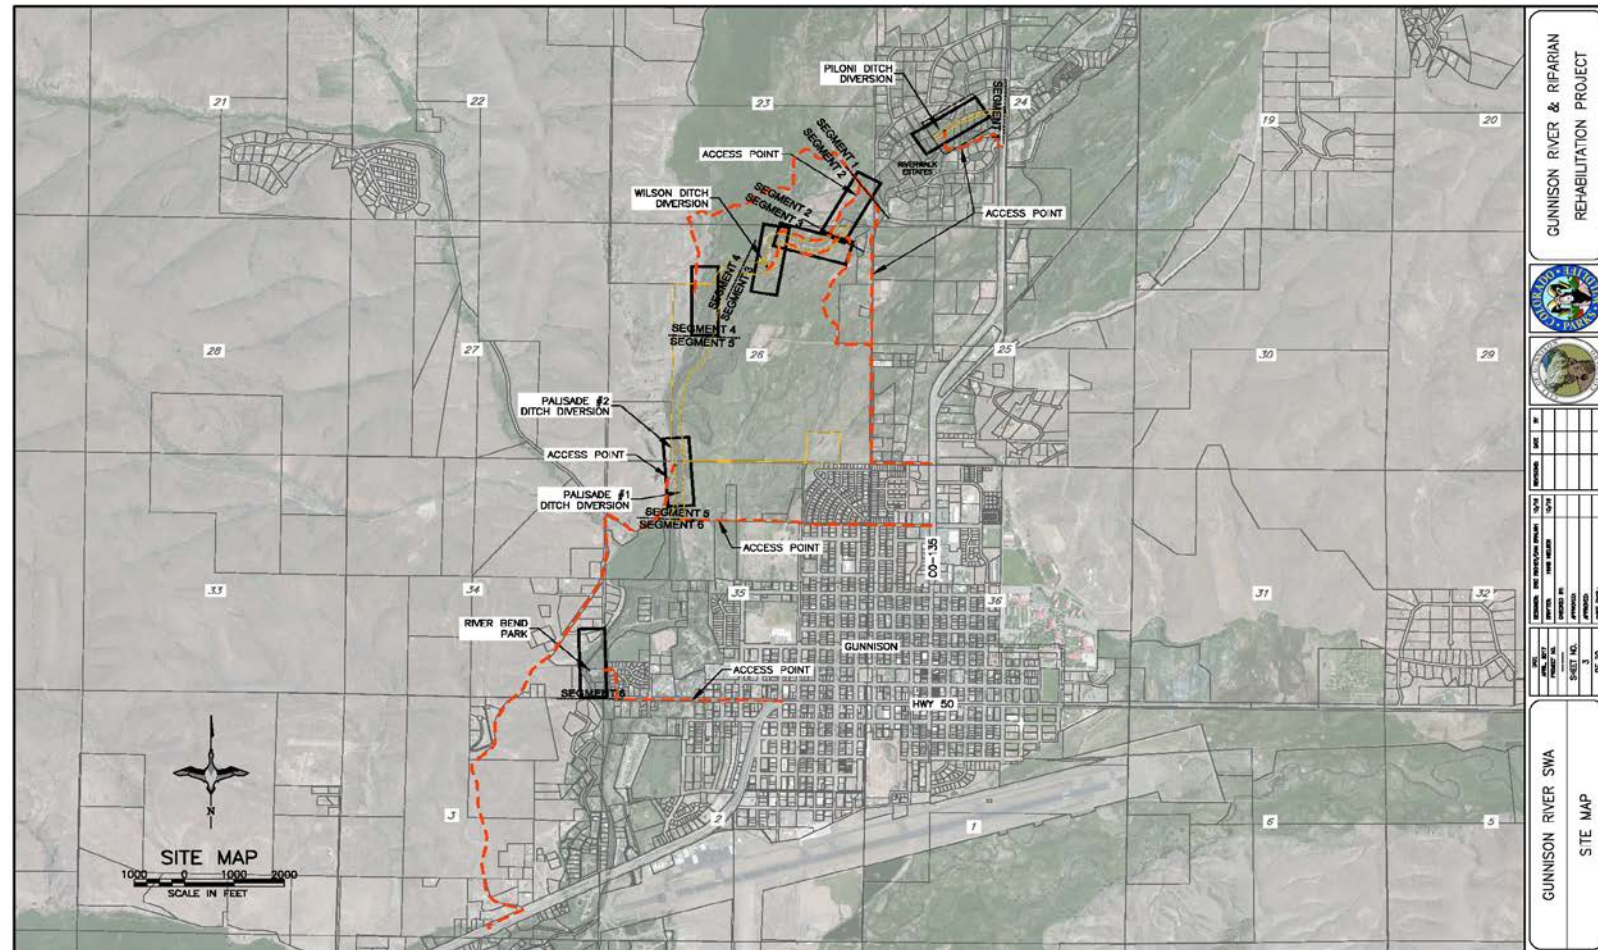 21
22
23
24
19
20
PILONI DITCH
DIVERSION
SEGMENT 1
SEGMENT 1
SEGMENT 2
ACCESS POINT
RIVERWALK
ESTATES
WILSON DITCH
DIVERSION
SEGMENT 2
SEGMENT 3
ACCESS POINT
SEGMENT 4
SEGMENT 3
SEGMENT 4
SEGMENT 5
28
27
26
25
30
29
PALISADE #2
DITCH DIVERSION
ACCESS POINT
PALISADE #1
DITCH DIVERSION
SEGMENT 5
SEGMENT 6
ACCESS POINT
CO-135
33
34
35
36
31
32
RIVER BEND
PARK
GUNNISON
ACCESS POINT
SEGMENT 6
HWY 50
N
3
2
1
6
5
SITE MAP
1000 0 1000 2000
SCALE IN FEET
GUNNISON RIVER & RIPARIAN
REHABILITATION PROJECT
COLORADO
PARKS
SHEET NO.
3
GUNNISON RIVER SWA
SITE MAP